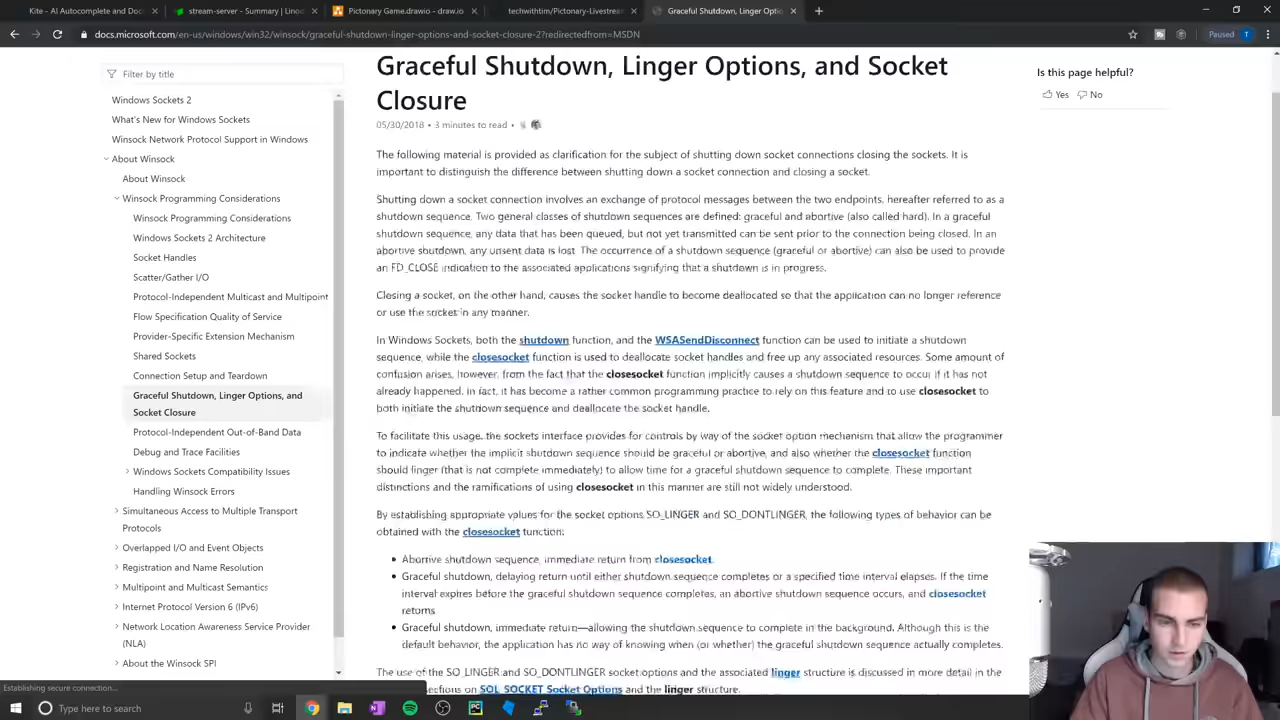 Kite - AI Autocomplete and Doc
stream-server - Summary | Linod
Pictonary Game.drawio - draw.io
techwithtim/Pictonary-Livestream
Graceful Shutdown, Linger Optio
docs.microsoft.com/en-us/windows/win32/winsock/graceful-shutdown-linger-options-and-socket-closure-2?redirectedfrom=MSDN
Paused
T
Filter by title
Windows Sockets 2
What's New for Windows Sockets
Winsock Network Protocol Support in Windows
About Winsock
About Winsock
Winsock Programming Considerations
Winsock Programming Considerations
Windows Sockets 2 Architecture
Socket Handles
Scatter/Gather I/O
Protocol-Independent Multicast and Multipoint
Flow Specification Quality of Service
Provider-Specific Extension Mechanism
Shared Sockets
Connection Setup and Teardown
Graceful Shutdown, Linger Options, and
Socket Closure
Protocol-Independent Out-of-Band Data
Debug and Trace Facilities
Windows Sockets Compatibility Issues
Handling Winsock Errors
Simultaneous Access to Multiple Transport
Protocols
Overlapped I/O and Event Objects
Registration and Name Resolution
Multipoint and Multicast Semantics
Internet Protocol Version 6 (IPv6)
Network Location Awareness Service Provider
(NLA)
About the Winsock SPI
Graceful Shutdown, Linger Options, and Socket
Closure
05/30/2018 • 3 minutes to read •
The following material is provided as clarification for the subject of shutting down socket connections closing the sockets. It is
important to distinguish the difference between shutting down a socket connection and closing a socket.
Shutting down a socket connection involves an exchange of protocol messages between the two endpoints, hereafter referred to as a
shutdown sequence. Two general classes of shutdown sequences are defined: graceful and abortive (also called hard). In a graceful
shutdown sequence, any data that has been queued, but not yet transmitted can be sent prior to the connection being closed. In an
abortive shutdown, any unsent data is lost. The occurrence of a shutdown sequence (graceful or abortive) can also be used to provide
an FD_CLOSE indication to the associated applications signifying that a shutdown is in progress.
Closing a socket, on the other hand, causes the socket handle to become deallocated so that the application can no longer reference
or use the socket in any manner.
In Windows Sockets, both the shutdown function, and the WSASendDisconnect function can be used to initiate a shutdown
sequence, while the closesocket function is used to deallocate socket handles and free up any associated resources. Some amount of
confusion arises, however, from the fact that the closesocket function implicitly causes a shutdown sequence to occur if it has not
already happened. In fact, it has become a rather common programming practice to rely on this feature and to use closesocket to
both initiate the shutdown sequence and deallocate the socket handle.
To facilitate this usage, the sockets interface provides for controls by way of the socket option mechanism that allow the programmer
to indicate whether the implicit shutdown sequence should be graceful or abortive, and also whether the closesocket function
should linger (that is not complete immediately) to allow time for a graceful shutdown sequence to complete. These important
distinctions and the ramifications of using closesocket in this manner are still not widely understood.
By establishing appropriate values for the socket options SO_LINGER and SO_DONTLINGER, the following types of behavior can be
obtained with the closesocket function:
• Abortive shutdown sequence, immediate return from closesocket.
• Graceful shutdown, delaying return until either shutdown sequence completes or a specified time interval elapses. If the time
interval expires before the graceful shutdown sequence completes, an abortive shutdown sequence occurs, and closesocket
returns.
• Graceful shutdown, immediate return—allowing the shutdown sequence to complete in the background. Although this is the
default behavior, the application has no way of knowing when (or whether) the graceful shutdown sequence actually completes.
The use of the SO_LINGER and SO_DONTLINGER socket options and the associated linger structure is discussed in more detail in the
ections on SOL_SOCKET Socket Options and the linger structure.
Is this page helpful?
Yes No
Establishing secure connection...
Type here to search